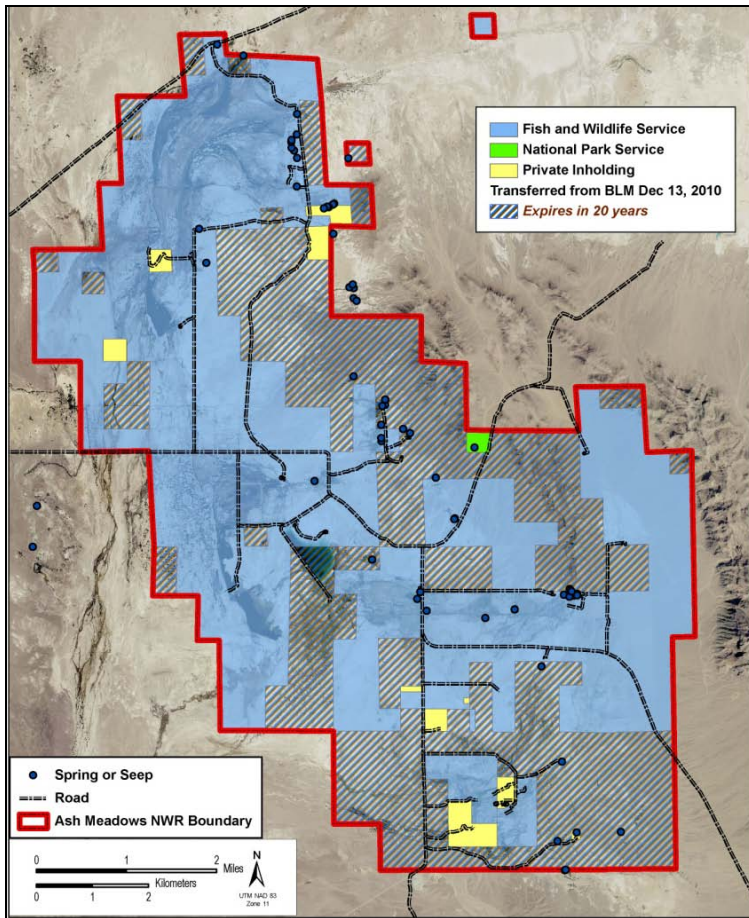 Fish and Wildlife Service
National Park Service
Private Inholding
Transferred from BLM Dec 13, 2010
Expires in 20 years
Spring or Seep
Road
Ash Meadows NWR Boundary
0 1 2
Miles
Kilometers
0 1 2
N
UTM NAD 83
Zone 11